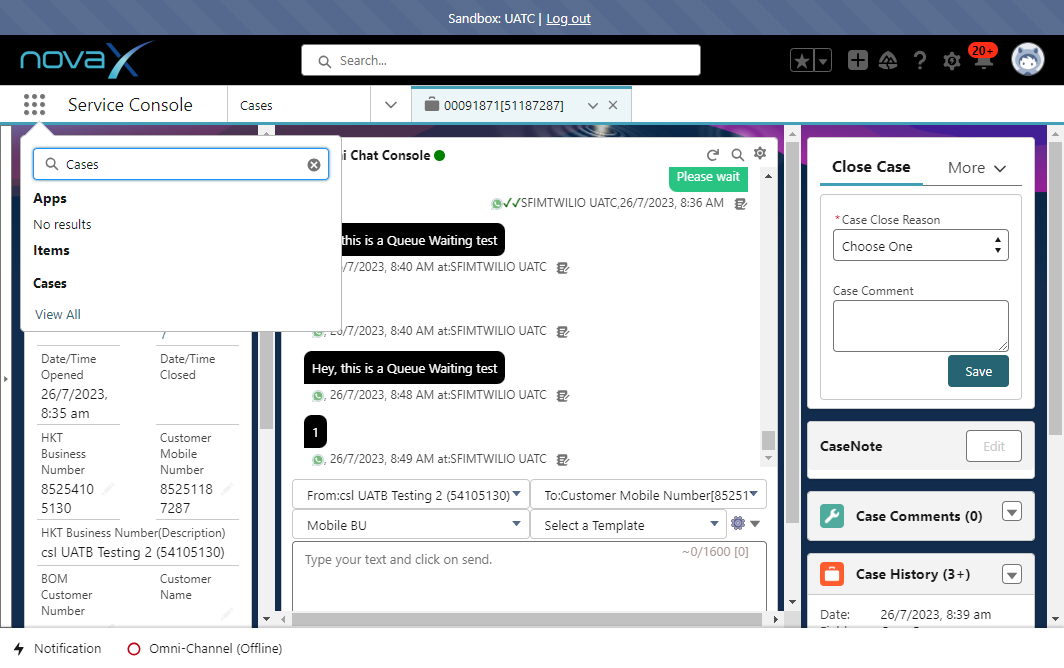 Sandbox: UATC | Log out
novaX
Search...
20+
Service Console
Cases
00091871[51187287]
Cases
Apps
No results
Items
Cases
View All
Date/Time
Opened
26/7/2023,
8:35 am
Date/Time
Closed
HKT
Business
Number
8525410
5130
Customer
Mobile
Number
8525118
7287
HKT Business Number(Description)
csl UATB Testing 2 (54105130)
BOM
Customer
Number
Customer
Name
Chat Console
Please wait
SFIMTWILIO UATC,26/7/2023, 8:36 AM
this is a Queue Waiting test
/7/2023, 8:40 AM at:SFIMTWILIO UATC
, 26/7/2023, 8:40 AM at:SFIMTWILIO UATC
Hey, this is a Queue Waiting test
, 26/7/2023, 8:48 AM at:SFIMTWILIO UATC
1
, 26/7/2023, 8:49 AM at:SFIMTWILIO UATC
From:csl UATB Testing 2 (54105130)
To:Customer Mobile Number[85251
Mobile BU
Select a Template
Type your text and click on send.
~0/1600 [0]
Close Case
More
* Case Close Reason
Choose One
Case Comment
Save
CaseNote
Edit
Case Comments (0)
Case History (3+)
Date:
26/7/2023, 8:39 am
Notification
Omni-Channel (Offline)